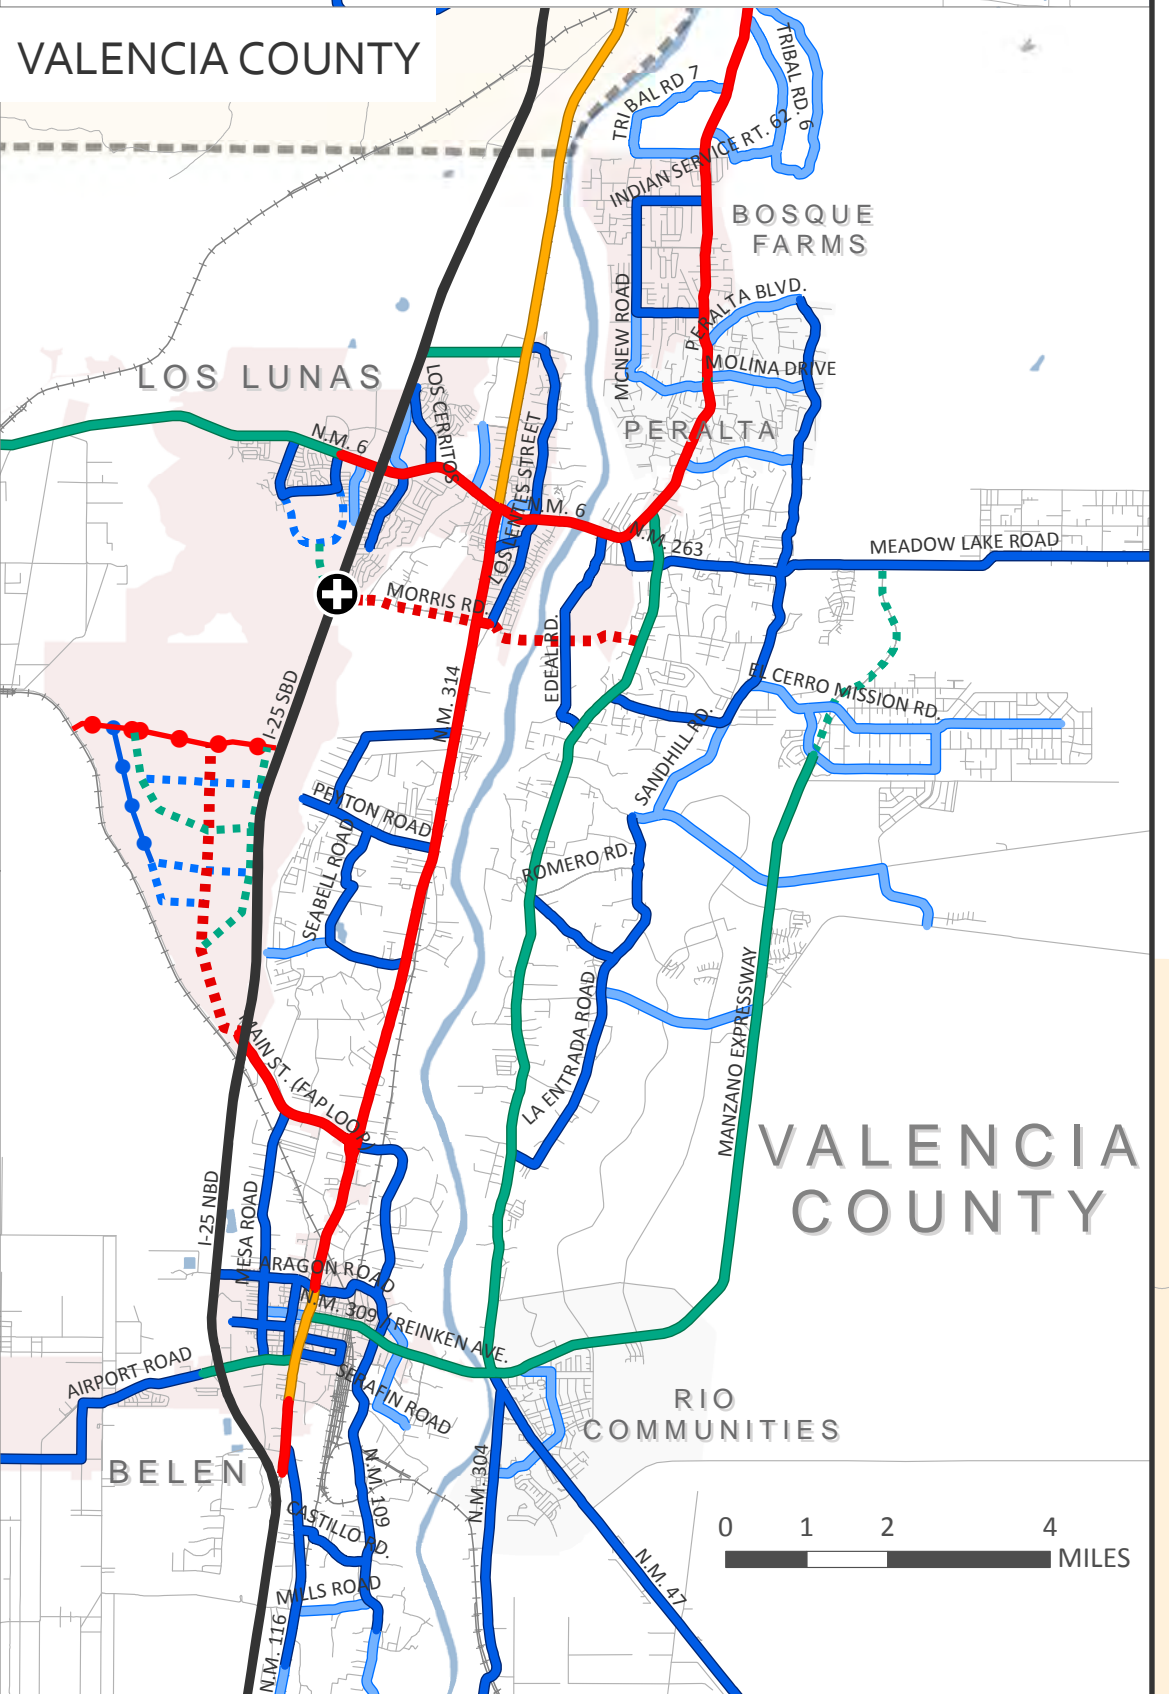 VALENCIA COUNTY
TRIBAL RD 7
TRIBAL RD. 6
INDIAN SERVICE RT. 62
BOSQUE
FARMS
MCNEW ROAD
PERALTA BLVD.
MOLINA DRIVE
LOS LUNAS
LOS CERRITOS
PERALTA
N.M. 6
LOS LENTES STREET
N.M. 6
N.M. 263
MEADOW LAKE ROAD
MORRIS RD.
EDEAL RD.
I-25 SBD
N.M. 314
EL CERRO MISSION RD.
SANDHILL RD.
PEYTON ROAD
SEABELL ROAD
ROMERO RD.
MANZANO EXPRESSWAY
LA ENTRADA ROAD
MAIN ST. (FAP LOOP)
VALENCIA
COUNTY
I-25 NBD
MESA ROAD
ARAGON ROAD
N.M. 309 / REINKEN AVE.
AIRPORT ROAD
SERAFIN ROAD
RIO
COMMUNITIES
BELEN
N.M. 304
N.M. 109
CASTILLO RD.
0 1 2 4
MILES
MILLS ROAD
N.M. 47
N.M. 116